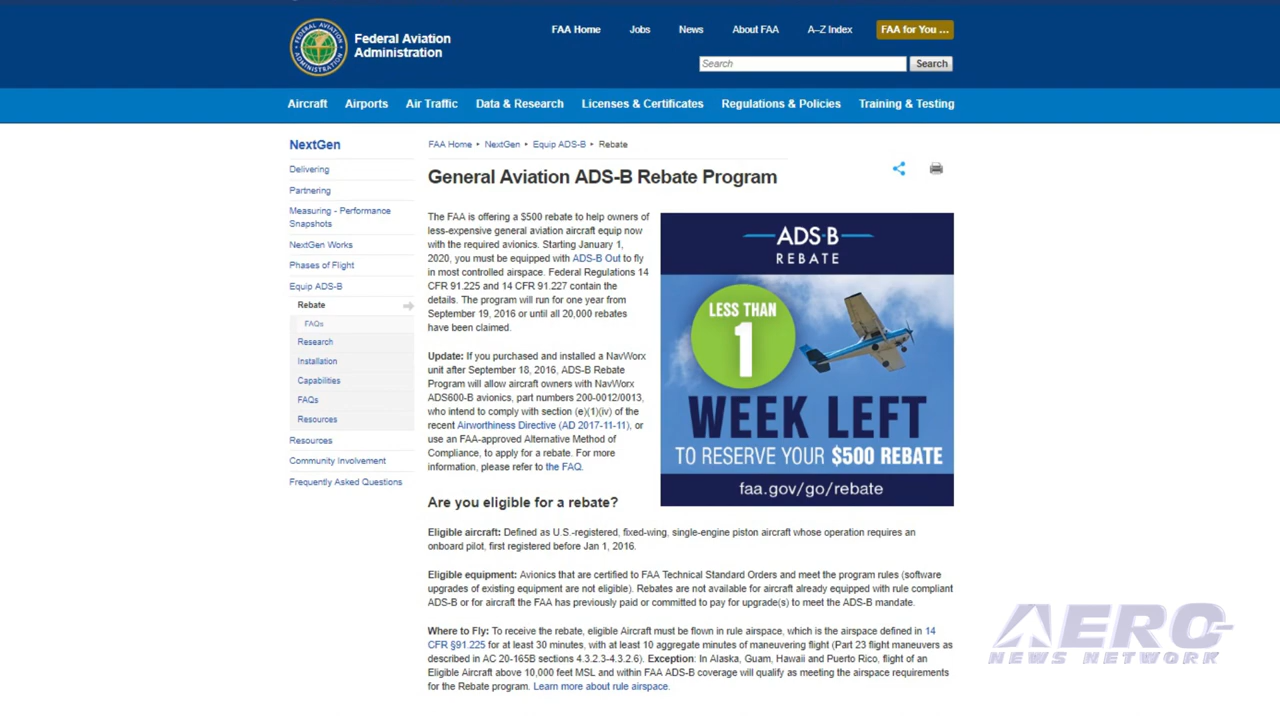 Federal Aviation
Administration
FAA Home
Jobs
News
About FAA
A–Z Index
FAA for You ...
Search
Search
Aircraft
Airports
Air Traffic
Data & Research
Licenses & Certificates
Regulations & Policies
Training & Testing
NextGen
Delivering
Partnering
Measuring - Performance
Snapshots
NextGen Works
Phases of Flight
Equip ADS-B
Rebate
FAQs
Research
Installation
Capabilities
FAQs
Resources
Resources
Community Involvement
Frequently Asked Questions
FAA Home • NextGen • Equip ADS-B • Rebate
General Aviation ADS-B Rebate Program
The FAA is offering a $500 rebate to help owners of
less-expensive general aviation aircraft equip now
with the required avionics. Starting January 1,
2020, you must be equipped with ADS-B Out to fly
in most controlled airspace. Federal Regulations 14
CFR 91.225 and 14 CFR 91.227 contain the
details. The program will run for one year from
September 19, 2016 or until all 20,000 rebates
have been claimed.
Update: If you purchased and installed a NavWorx
unit after September 18, 2016, ADS-B Rebate
Program will allow aircraft owners with NavWorx
ADS600-B avionics, part numbers 200-0012/0013,
who intend to comply with section (e)(1)(iv) of the
recent Airworthiness Directive (AD 2017-11-11), or
use an FAA-approved Alternative Method of
Compliance, to apply for a rebate. For more
information, please refer to the FAQ.
ADS-B
REBATE
LESS THAN
1
WEEK LEFT
TO RESERVE YOUR $500 REBATE
faa.gov/go/rebate
Are you eligible for a rebate?
Eligible aircraft: Defined as U.S.-registered, fixed-wing, single-engine piston aircraft whose operation requires an
onboard pilot, first registered before Jan 1, 2016.
Eligible equipment: Avionics that are certified to FAA Technical Standard Orders and meet the program rules (software
upgrades of existing equipment are not eligible). Rebates are not available for aircraft already equipped with rule compliant
ADS-B or for aircraft the FAA has previously paid or committed to pay for upgrade(s) to meet the ADS-B mandate.
Where to Fly: To receive the rebate, eligible Aircraft must be flown in rule airspace, which is the airspace defined in 14
CFR §91.225 for at least 30 minutes, with at least 10 aggregate minutes of maneuvering flight (Part 23 flight maneuvers as
described in AC 20-165B sections 4.3.2.3-4.3.2.6). Exception: In Alaska, Guam, Hawaii and Puerto Rico, flight of an
Eligible Aircraft above 10,000 feet MSL and within FAA ADS-B coverage will qualify as meeting the airspace requirements
for the Rebate program. Learn more about rule airspace.
AERO
NEWS NETWORK